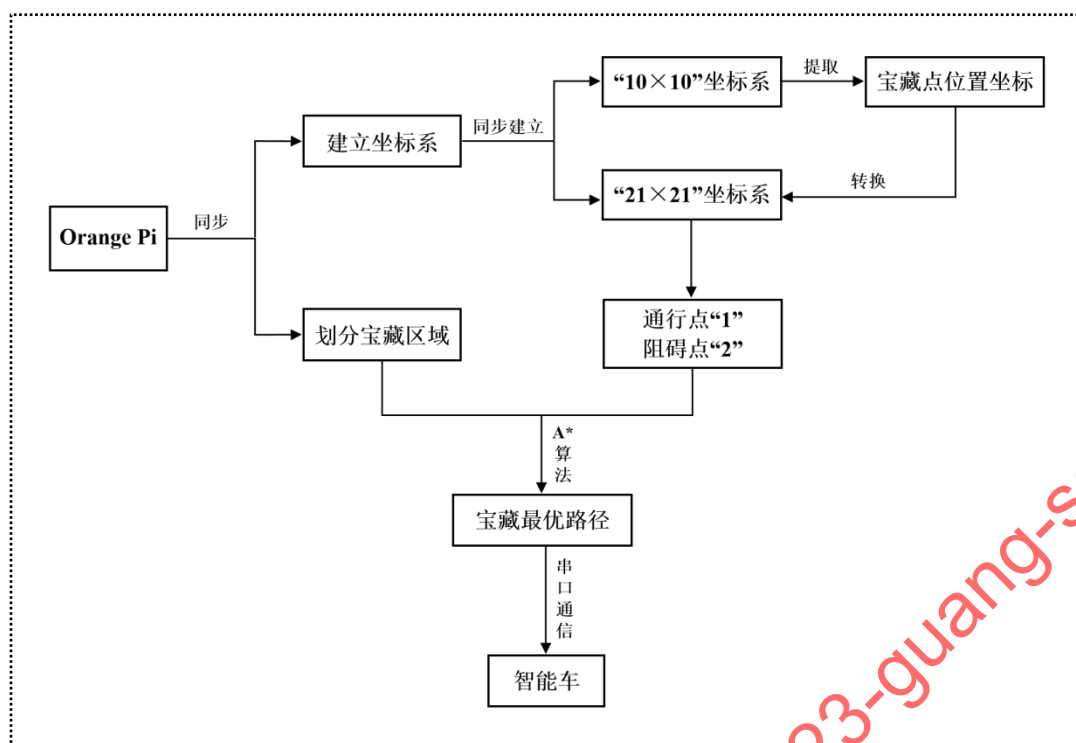 “10×10”坐标系
提取
宝藏点位置坐标
建立坐标系
同步建立
“21×21”坐标系
转换
Orange Pi
同步
划分宝藏区域
通行点“1”
阻碍点“2”
A*
算
法
宝藏最优路径
串
口
通
信
智能车
23-guang-s